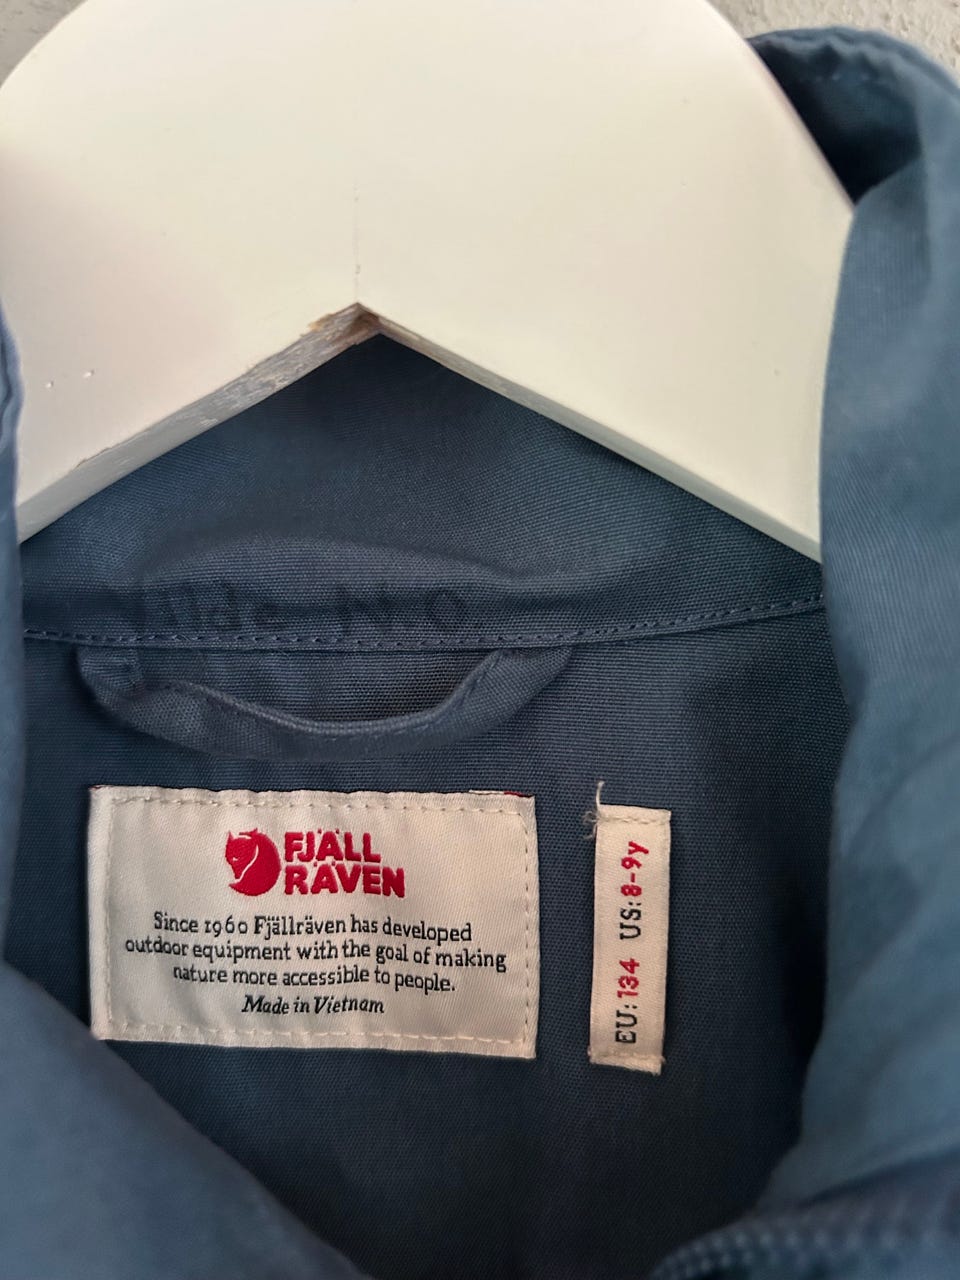 FJÄLL
RÄVEN
Since 1960 Fjällräven has developed
outdoor equipment with the goal of making
nature more accessible to people.
Made in Vietnam
EU: 134 US: 8-9y